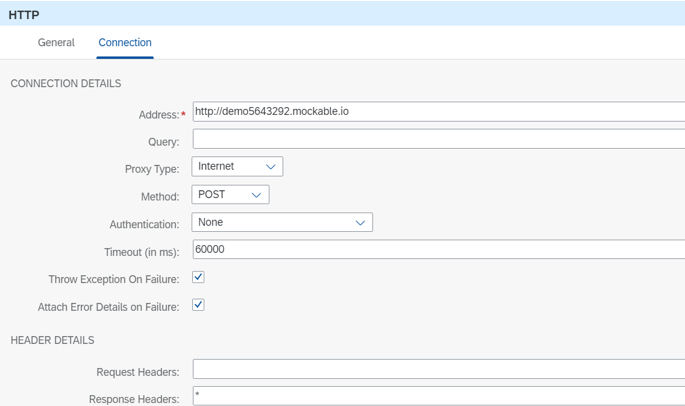 HTTP
General Connection
CONNECTION DETAILS
Address:* http://demo5643292.mockable.io
Query:
Proxy Type: Internet
Method: POST
Authentication: None
Timeout (in ms): 60000
Throw Exception On Failure:
Attach Error Details on Failure:
HEADER DETAILS
Request Headers:
Response Headers: *